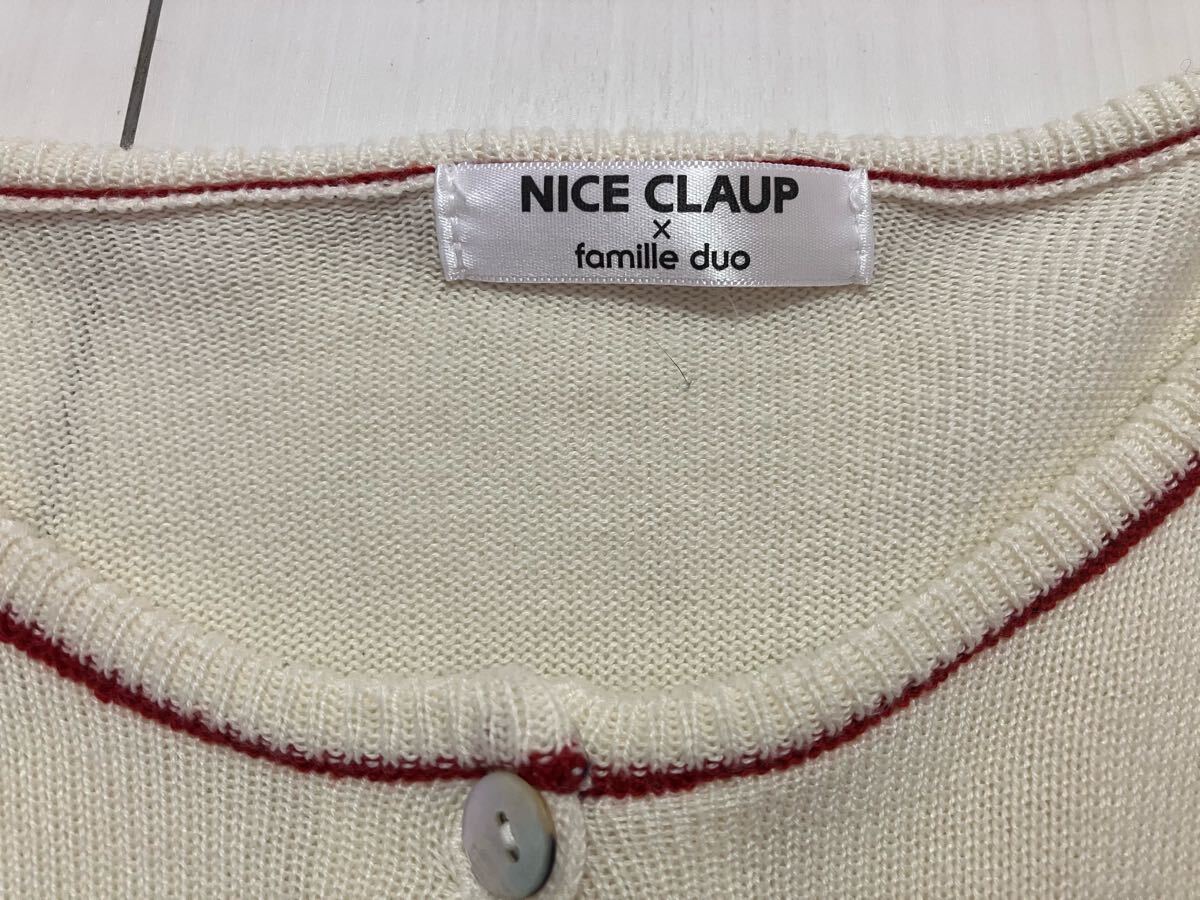 NICE CLAUP
×
famille duo